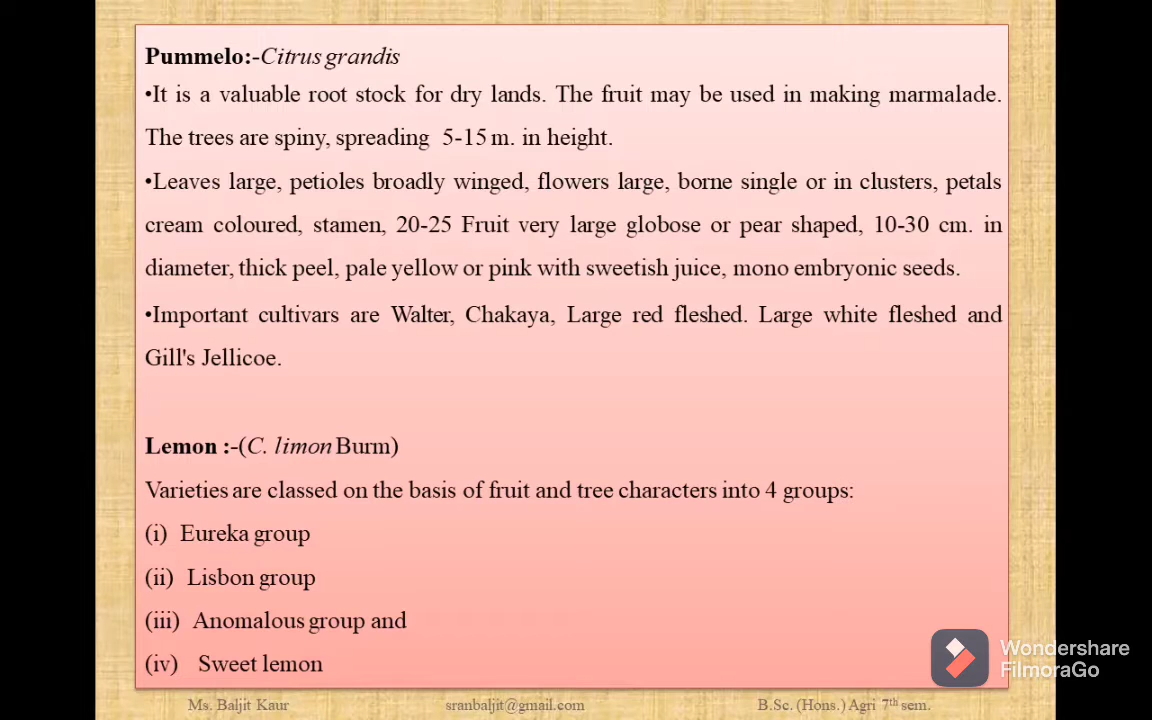 Pummelo:-Citrus grandis
•It is a valuable root stock for dry lands. The fruit may be used in making marmalade.
The trees are spiny, spreading 5-15 m. in height.
•Leaves large, petioles broadly winged, flowers large, borne single or in clusters, petals
cream coloured, stamen, 20-25 Fruit very large globose or pear shaped, 10-30 cm. in
diameter, thick peel, pale yellow or pink with sweetish juice, mono embryonic seeds.
•Important cultivars are Walter, Chakaya, Large red fleshed. Large white fleshed and
Gill's Jellicoe.
Lemon :-(C. limon Burm)
Varieties are classed on the basis of fruit and tree characters into 4 groups:
(i) Eureka group
(ii) Lisbon group
(iii) Anomalous group and
(iv) Sweet lemon
Wondershare
FilmoraGo
Ms. Baljit Kaur sranbaljit@gmail.com B.Sc. (Hons.) Agri 7th sem.